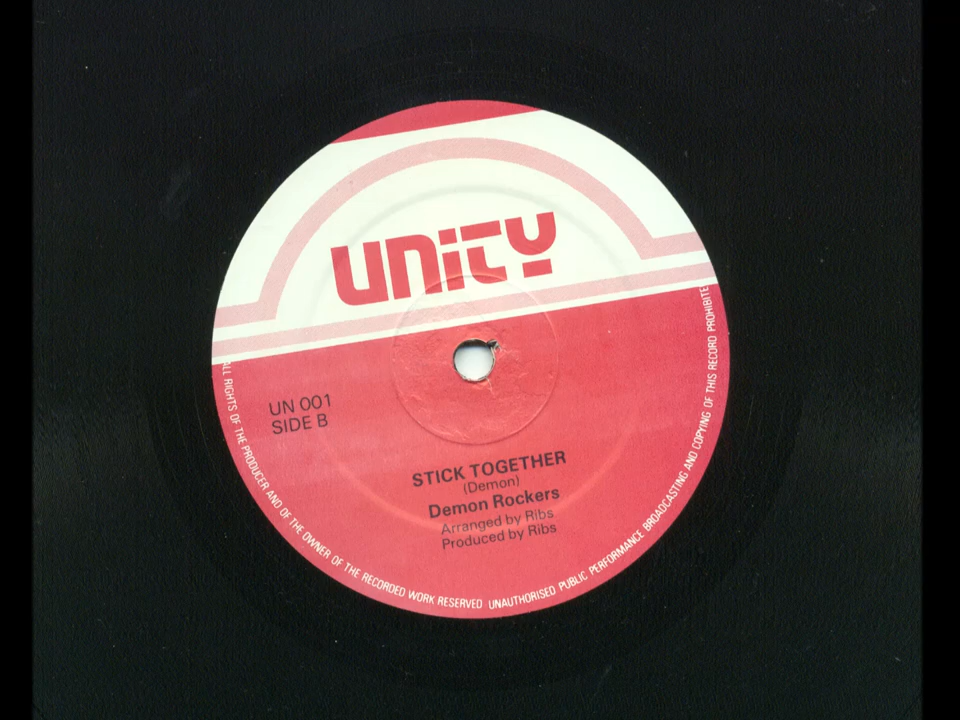 UNiTY
UN 001
SIDE B
STICK TOGETHER
(Demon)
Demon Rockers
Arranged by Ribs
Produced by Ribs
ALL RIGHTS OF THE PRODUCER AND OF THE OWNER OF THE RECORDED WORK RESERVED UNAUTHORISED PUBLIC PERFORMANCE BROADCASTING AND COPYING OF THIS RECORD PROHIBITE